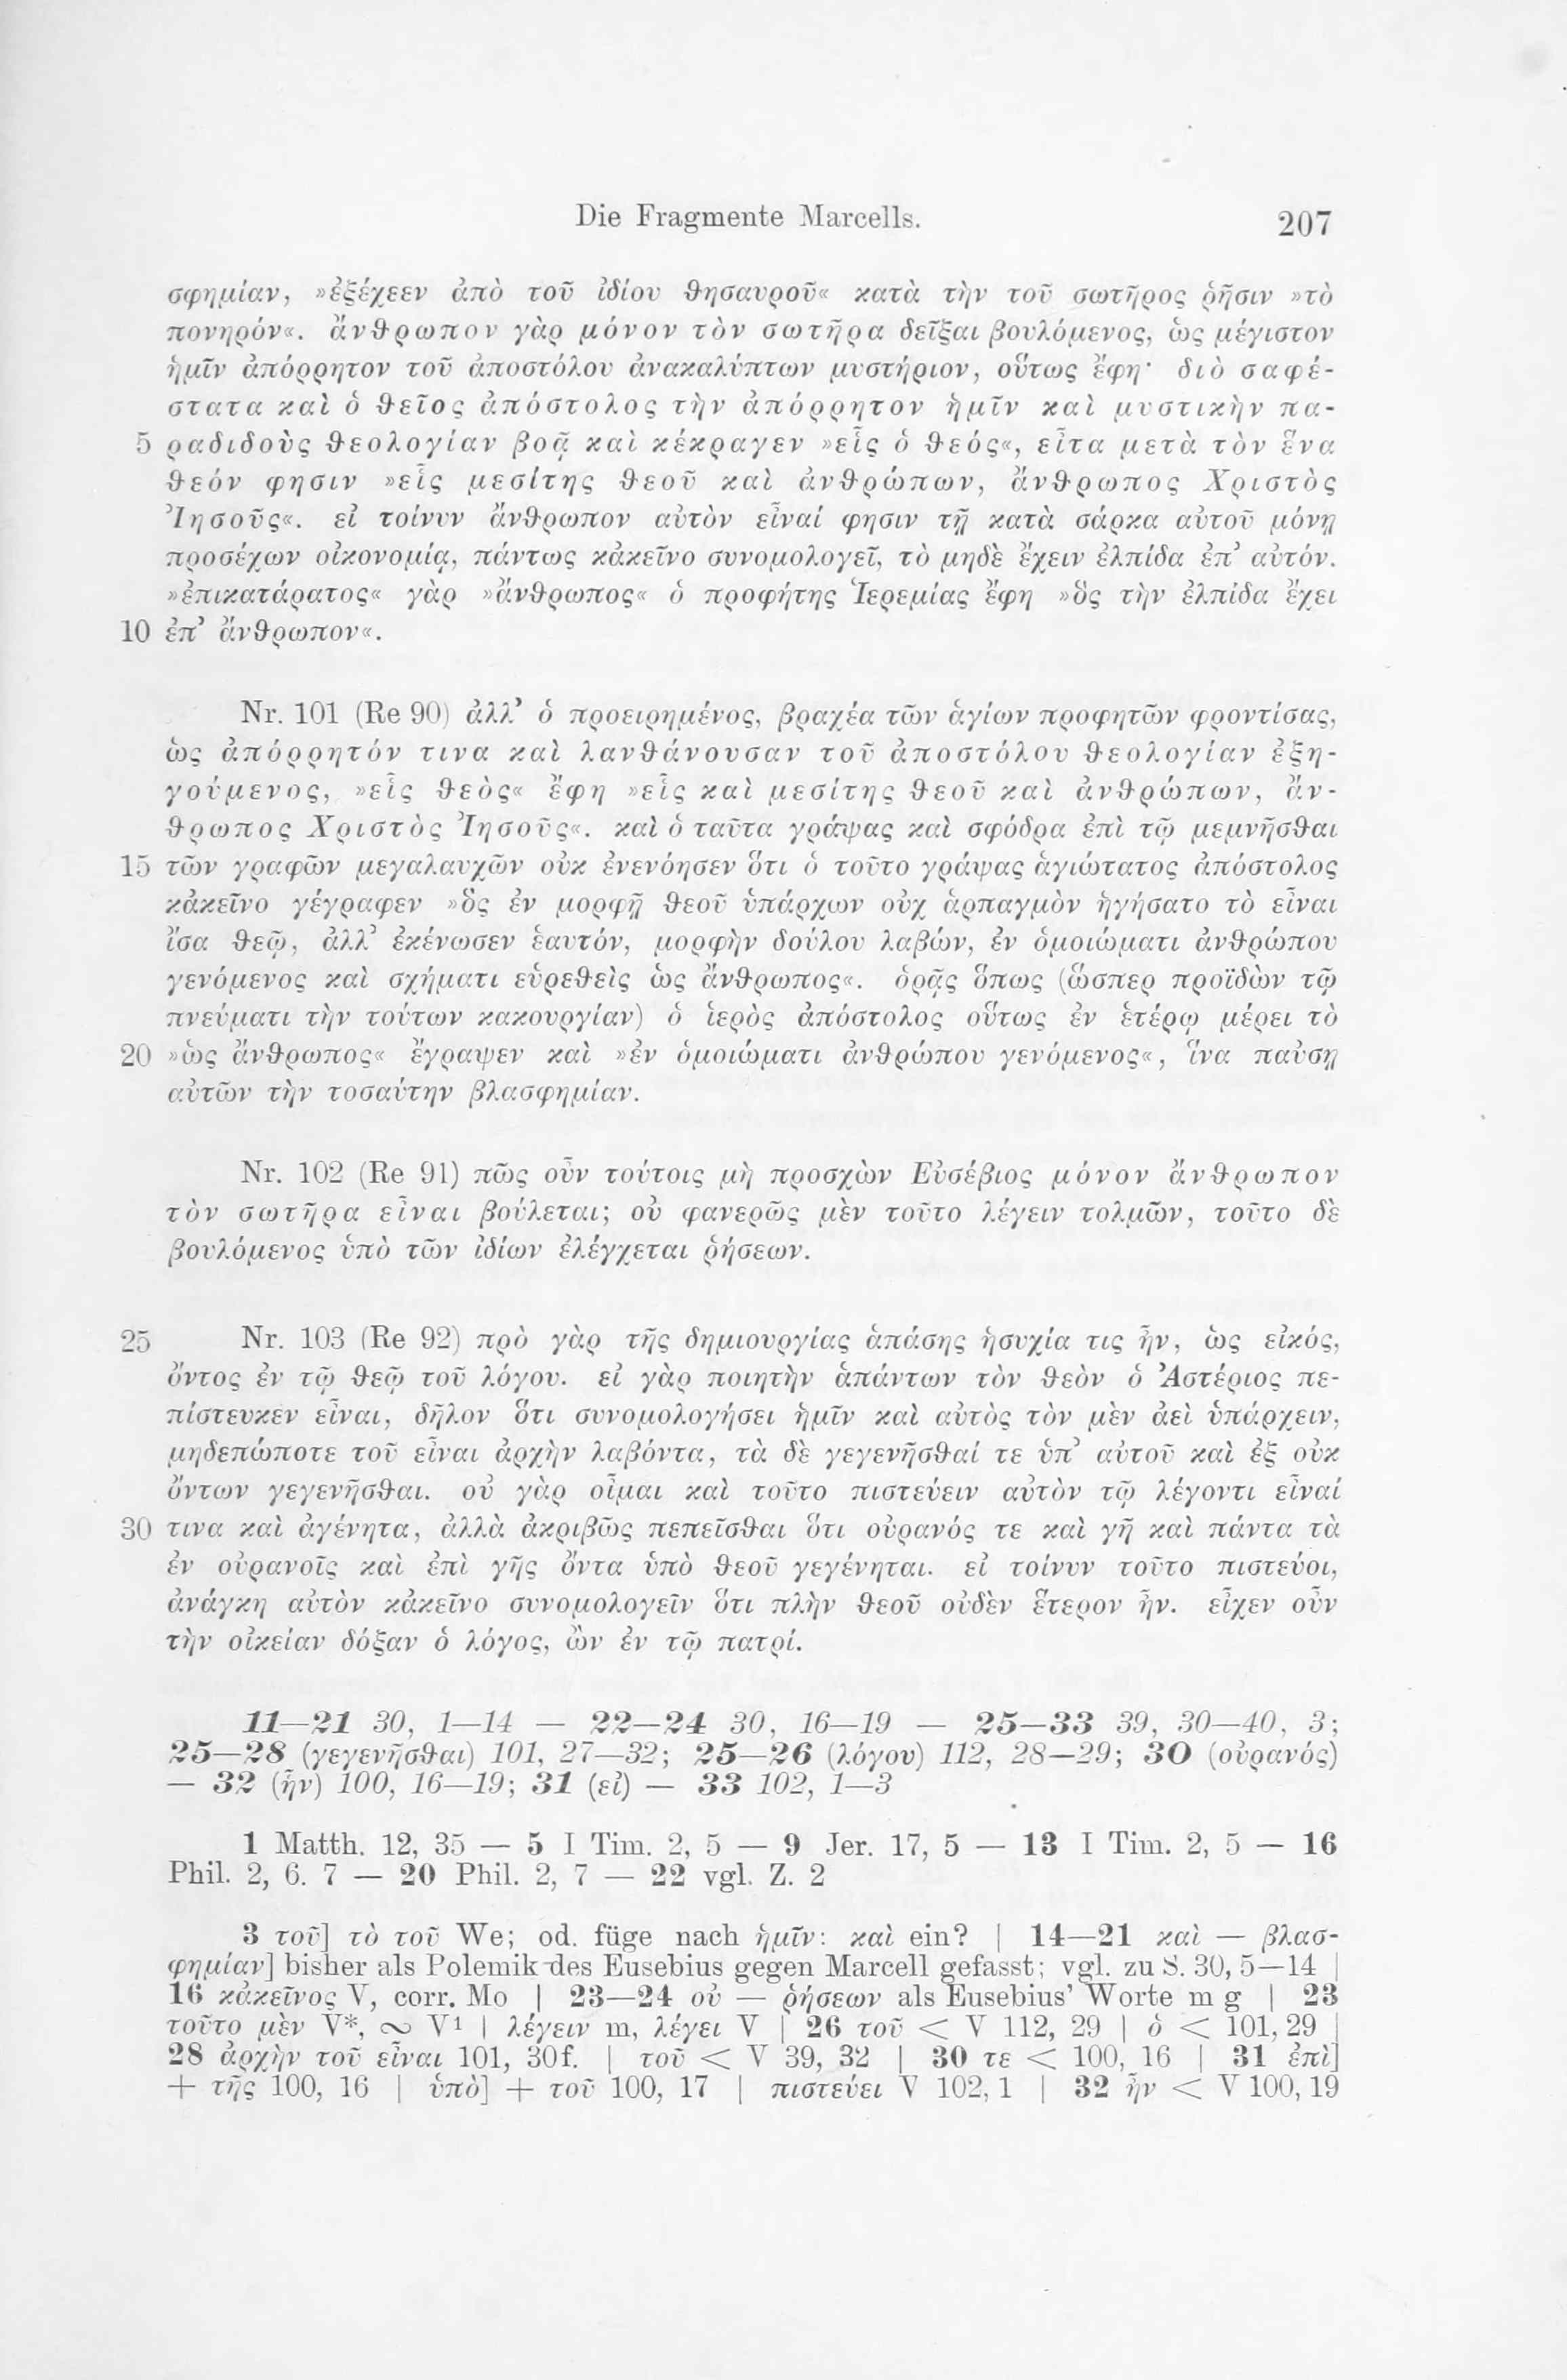 Die Fragmente Marcells. 207
σφημίαν, »ἐξέχεεν ἀπὸ τοῦ ἰδίου θησαυροῦ« κατὰ τὴν τοῦ σωτῆρος ῥῆσιν »τὸ
πονηρόν«. ἄνθρωπον γὰρ μόνον τὸν σωτῆρα δεῖξαι βουλόμενος, ὡς μέγιστον
ἡμῖν ἀπόρρητον τοῦ ἀποστόλου ἀνακαλύπτων μυστήριον, οὕτως ἔφη· διὸ σαφέ-
στατα καὶ ὁ θεῖος ἀπόστολος τὴν ἀπόρρητον ἡμῖν καὶ μυστικὴν πα-
5 ραδιδοὺς θεολογίαν βοᾷ καὶ κέκραγεν »εἷς ὁ θεός«, εἶτα μετὰ τὸν ἕνα
θεόν φησιν »εἷς μεσίτης θεοῦ καὶ ἀνθρώπων, ἄνθρωπος Χριστὸς
Ἰησοῦς«. εἰ τοίνυν ἄνθρωπον αὐτὸν εἶναί φησιν τῇ κατὰ σάρκα αὐτοῦ μόνῃ
προσέχων οἰκονομίᾳ, πάντως κἀκεῖνο συνομολογεῖ, τὸ μηδὲ ἔχειν ἐλπίδα ἐπ’ αὐτόν.
»ἐπικατάρατος« γὰρ »ἄνθρωπος« ὁ προφήτης Ἱερεμίας ἔφη »ὃς τὴν ἐλπίδα ἔχει
10 ἐπ’ ἄνθρωπον«.
Nr. 101 (Re 90) ἀλλ’ ὁ προειρημένος, βραχέα τῶν ἁγίων προφητῶν φροντίσας,
ὡς ἀπόρρητόν τινα καὶ λανθάνουσαν τοῦ ἀποστόλου θεολογίαν ἐξη-
γούμενος, »εἷς θεὸς« ἔφη »εἷς καὶ μεσίτης θεοῦ καὶ ἀνθρώπων, ἄν-
θρωπος Χριστὸς Ἰησοῦς«. καὶ ὁ ταῦτα γράψας καὶ σφόδρα ἐπὶ τῷ μεμνῆσθαι
15 τῶν γραφῶν μεγαλαυχῶν οὐκ ἐνενόησεν ὅτι ὁ τοῦτο γράψας ἁγιώτατος ἀπόστολος
κἀκεῖνο γέγραφεν »ὃς ἐν μορφῇ θεοῦ ὑπάρχων οὐχ ἁρπαγμὸν ἡγήσατο τὸ εἶναι
ἴσα θεῷ, ἀλλ’ ἐκένωσεν ἑαυτόν, μορφὴν δούλου λαβών, ἐν ὁμοιώματι ἀνθρώπου
γενόμενος καὶ σχήματι εὑρεθεὶς ὡς ἄνθρωπος«. ὁρᾷς ὅπως (ὥσπερ προϊδὼν τῷ
πνεύματι τὴν τούτων κακουργίαν) ὁ ἱερὸς ἀπόστολος οὕτως ἐν ἑτέρῳ μέρει τὸ
20 »ὡς ἄνθρωπος« ἔγραψεν καὶ »ἐν ὁμοιώματι ἀνθρώπου γενόμενος«, ἵνα παύσῃ
αὐτῶν τὴν τοσαύτην βλασφημίαν.
Nr. 102 (Re 91) πῶς οὖν τούτοις μὴ προσχὼν Εὐσέβιος μόνον ἄνθρωπον
τὸν σωτῆρα εἶναι βούλεται; οὐ φανερῶς μὲν τοῦτο λέγειν τολμῶν, τοῦτο δὲ
βουλόμενος ὑπὸ τῶν ἰδίων ἐλέγχεται ῥήσεων.
25 Nr. 103 (Re 92) πρὸ γὰρ τῆς δημιουργίας ἁπάσης ἡσυχία τις ἦν, ὡς εἰκός,
ὄντος ἐν τῷ θεῷ τοῦ λόγου. εἰ γὰρ ποιητὴν ἁπάντων τὸν θεὸν ὁ Ἀστέριος πε-
πίστευκεν εἶναι, δῆλον ὅτι συνομολογήσει ἡμῖν καὶ αὐτὸς τὸν μὲν ἀεὶ ὑπάρχειν,
μηδεπώποτε τοῦ εἶναι ἀρχὴν λαβόντα, τὰ δὲ γεγενῆσθαί τε ὑπ’ αὐτοῦ καὶ ἐξ οὐκ
ὄντων γεγενῆσθαι. οὐ γὰρ οἶμαι καὶ τοῦτο πιστεύειν αὐτὸν τῷ λέγοντι εἶναί
30 τινα καὶ ἀγένητα, ἀλλὰ ἀκριβῶς πεπεῖσθαι ὅτι οὐρανός τε καὶ γῆ καὶ πάντα τὰ
ἐν οὐρανοῖς καὶ ἐπὶ γῆς ὄντα ὑπὸ θεοῦ γεγένηται. εἰ τοίνυν τοῦτο πιστεύοι,
ἀνάγκη αὐτὸν κἀκεῖνο συνομολογεῖν ὅτι πλὴν θεοῦ οὐδὲν ἕτερον ἦν. εἶχεν οὖν
τὴν οἰκείαν δόξαν ὁ λόγος, ὢν ἐν τῷ πατρί.
11—21 30, 1—14 — 22—24 30, 16—19 — 25—33 39, 30—40, 3;
25—28 (γεγενῆσθαι) 101, 27—32; 25—26 (λόγου) 112, 28—29; 30 (οὐρανός)
— 32 (ἦν) 100, 16—19; 31 (εἰ) — 33 102, 1—3
1 Matth. 12, 35 — 5 I Tim. 2, 5 — 9 Jer. 17, 5 — 13 I Tim. 2, 5 — 16
Phil. 2, 6. 7 — 20 Phil. 2, 7 — 22 vgl. Z. 2
3 τοῦ] τὸ τοῦ We; od. füge nach ἡμῖν: καὶ ein? | 14—21 καὶ — βλασ-
φημίαν] bisher als Polemik des Eusebius gegen Marcell gefasst; vgl. zu S. 30, 5—14 |
16 κἀκεῖνος V, corr. Mo | 23—24 οὐ — ῥήσεων als Eusebius’ Worte m g | 23
τοῦτο μὲν V*, ∾ V¹ | λέγειν m, λέγει V | 26 τοῦ < V 112, 29 | ὁ < 101, 29 |
28 ἀρχὴν τοῦ εἶναι 101, 30f. | τοῦ < V 39, 32 | 30 τε < 100, 16 | 31 ἐπὶ]
+ τῆς 100, 16 | ὑπὸ] + τοῦ 100, 17 | πιστεύει V 102, 1 | 32 ἦν < V 100, 19